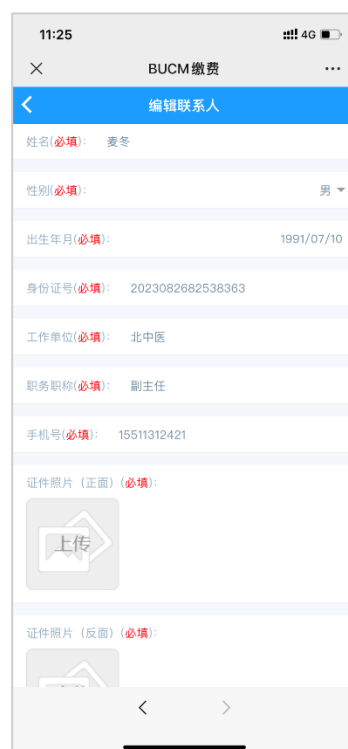 11:25
4G
BUCM缴费
编辑联系人
姓名(必填): 麦冬
性别(必填): 男
出生年月(必填): 1991/07/10
身份证号(必填): 2023082682538363
工作单位(必填): 北中医
职务职称(必填): 副主任
手机号(必填): 15511312421
证件照片 (正面) (必填):
上传
证件照片 (反面) (必填):